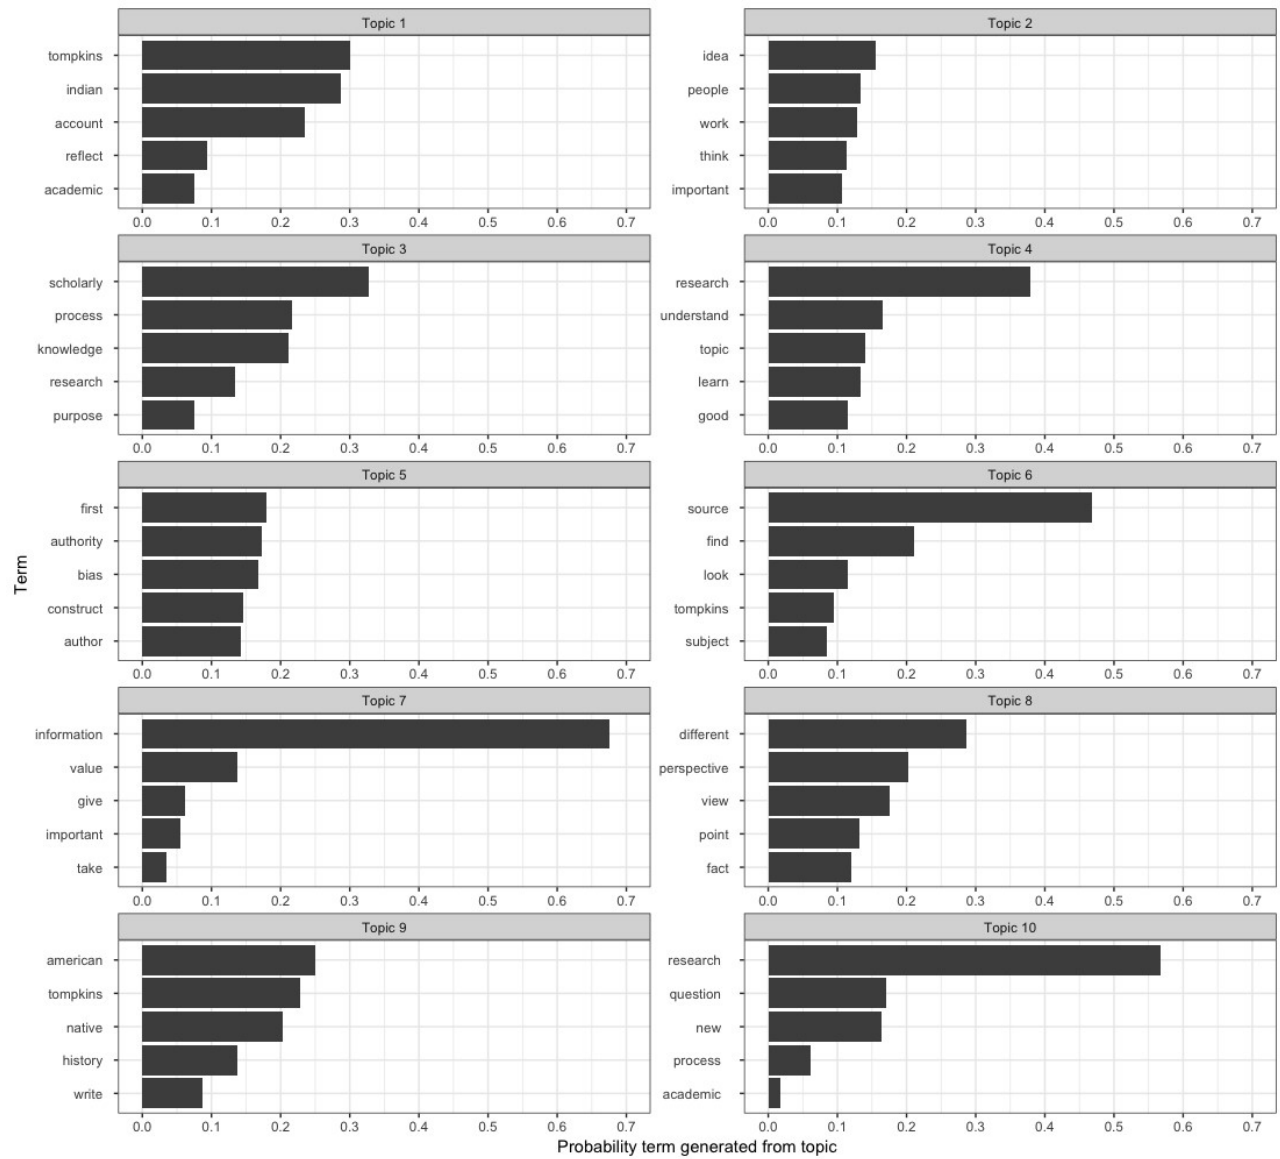 Topic 1
tompkins
indian
account
reflect
academic
0.0 0.1 0.2 0.3 0.4 0.5 0.6 0.7
Topic 2
idea
people
work
think
important
0.0 0.1 0.2 0.3 0.4 0.5 0.6 0.7
Topic 3
scholarly
process
knowledge
research
purpose
0.0 0.1 0.2 0.3 0.4 0.5 0.6 0.7
Topic 4
research
understand
topic
learn
good
0.0 0.1 0.2 0.3 0.4 0.5 0.6 0.7
Topic 5
first
authority
bias
construct
author
0.0 0.1 0.2 0.3 0.4 0.5 0.6 0.7
Topic 6
source
find
look
tompkins
subject
0.0 0.1 0.2 0.3 0.4 0.5 0.6 0.7
Topic 7
information
value
give
important
take
0.0 0.1 0.2 0.3 0.4 0.5 0.6 0.7
Topic 8
different
perspective
view
point
fact
0.0 0.1 0.2 0.3 0.4 0.5 0.6 0.7
Topic 9
american
tompkins
native
history
write
0.0 0.1 0.2 0.3 0.4 0.5 0.6 0.7
Topic 10
research
question
new
process
academic
0.0 0.1 0.2 0.3 0.4 0.5 0.6 0.7
Term
Probability term generated from topic